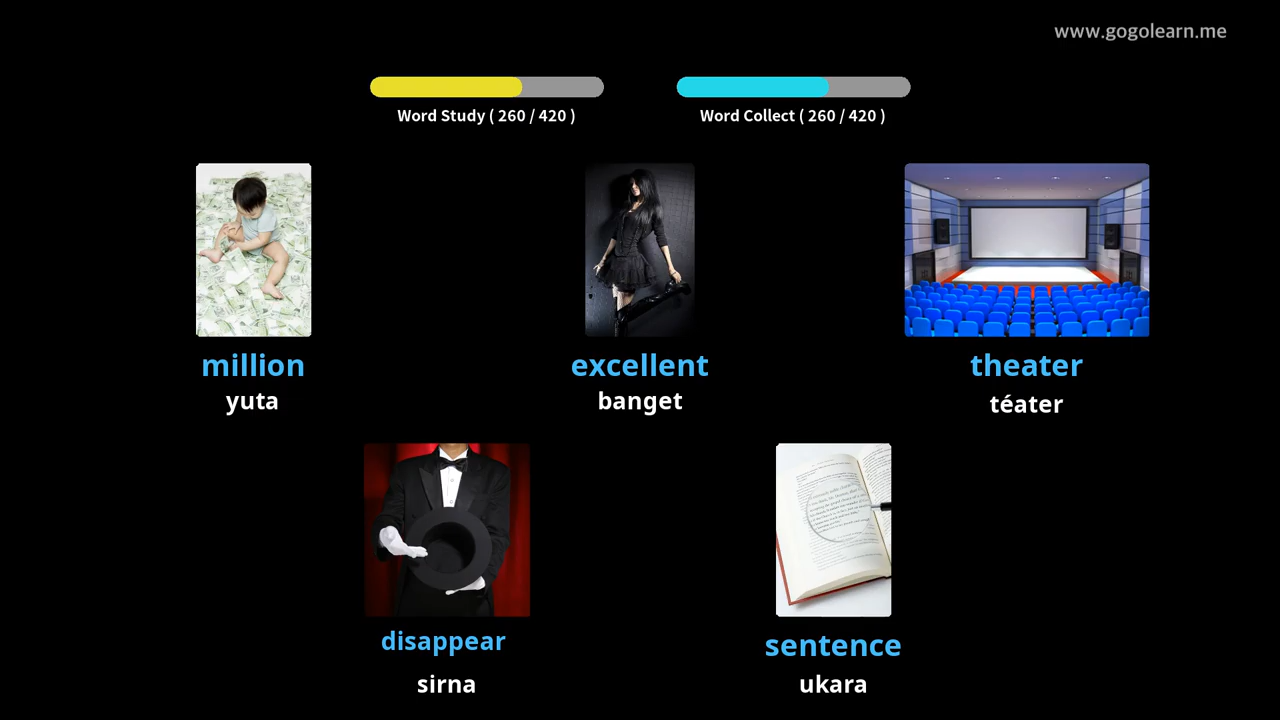 www.gogolearn.me
Word Study ( 260 / 420 )
Word Collect ( 260 / 420 )
million
excellent
theater
yuta
banget
téater
disappear
sentence
sirna
ukara